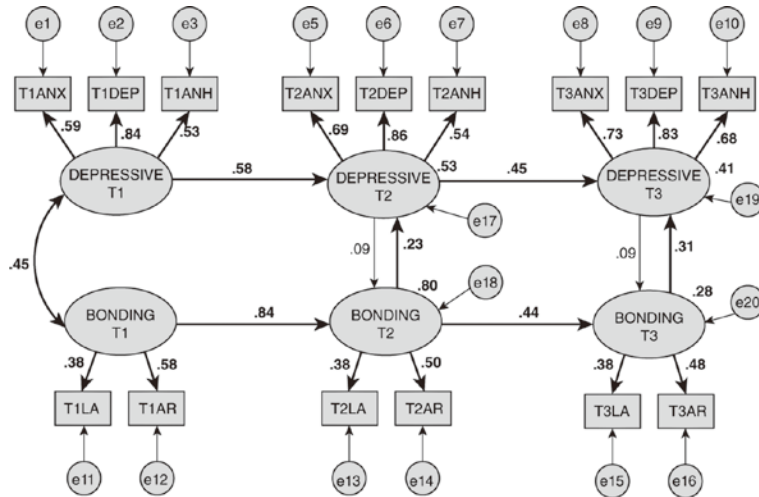 e1 e2 e3 e5 e6 e7 e8 e9 e10
T1ANX T1DEP T1ANH T2ANX T2DEP T2ANH T3ANX T3DEP T3ANH
.59 .84 .53 .69 .86 .54 .73 .83 .68
.53 .41
DEPRESSIVE .58 DEPRESSIVE .45 DEPRESSIVE
T1 T2 T3
e19
e17
.45 .09 .23 .09 .31
e18
.80 .28
e20
BONDING .84 BONDING .44 BONDING
T1 T2 T3
.38 .58 .38 .50 .38 .48
T1LA T1AR T2LA T2AR T3LA T3AR
e11 e12 e13 e14 e15 e16